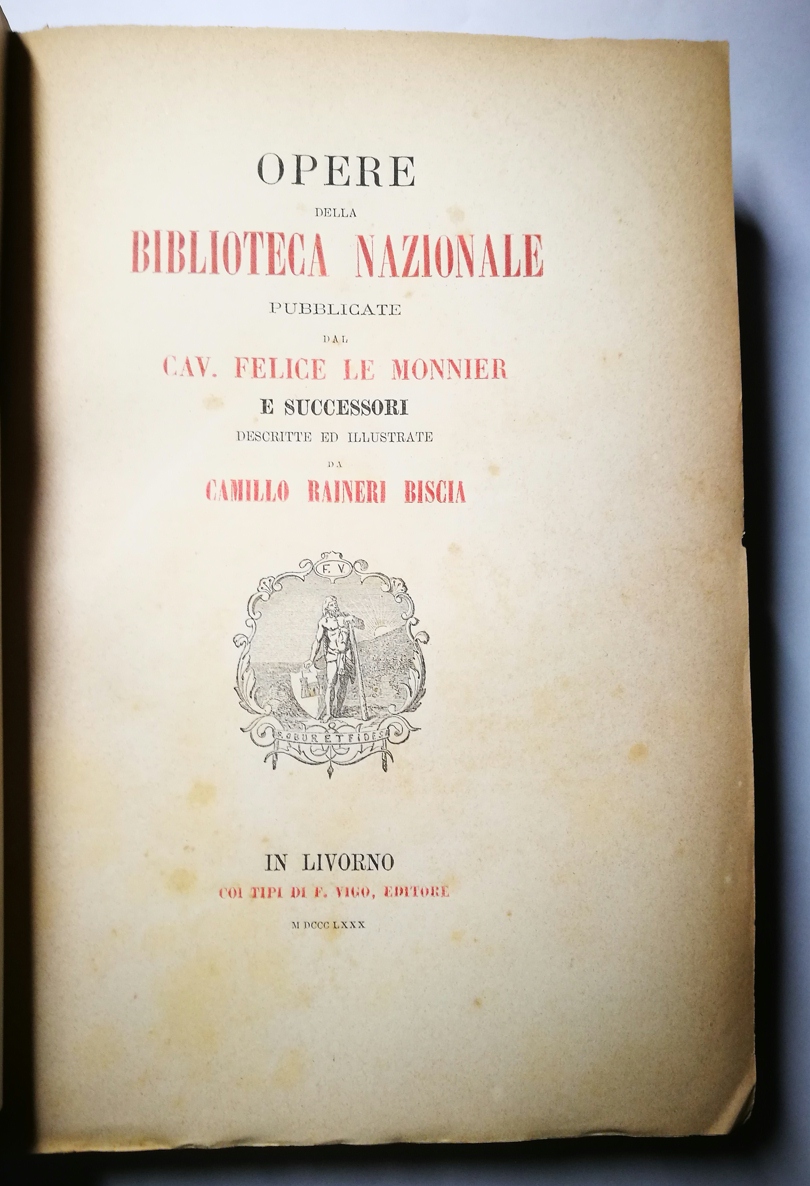 OPERE
DELLA
BIBLIOTECA NAZIONALE
PUBBLICATE
DAL
CAV. FELICE LE MONNIER
E SUCCESSORI
DESCRITTE ED ILLUSTRATE
DA
CAMILLO RAINERI BISCIA
F. V
ROBUR ET FIDES
IN LIVORNO
COI TIPI DI F. VIGO, EDITORE
M DCCC LXXX